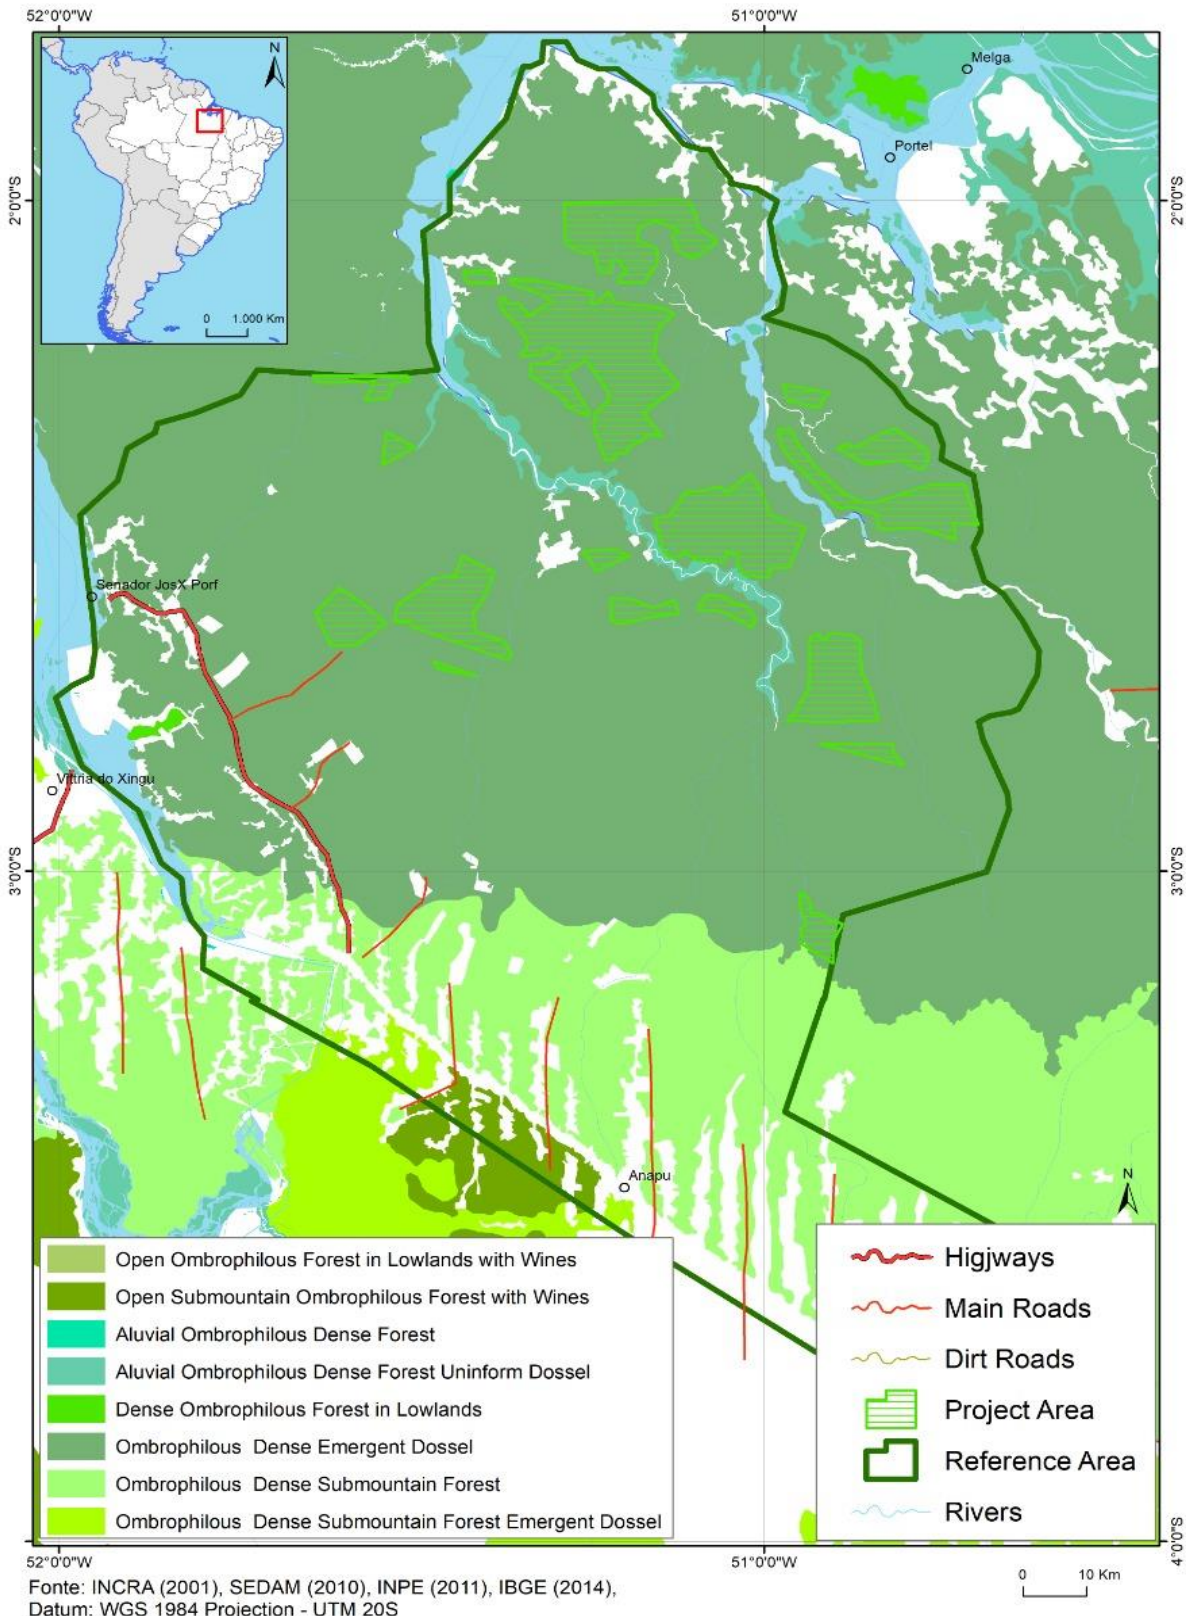 52°0'0"W
51°0'0"W
N
0 1.000 Km
Melga
Portel
2°0'0"S
2°0'0"S
Senador JosX Porf
Vittria do Xingu
3°0'0"S
3°0'0"S
Anapu
N
Open Ombrophilous Forest in Lowlands with Wines
Open Submountain Ombrophilous Forest with Wines
Aluvial Ombrophilous Dense Forest
Aluvial Ombrophilous Dense Forest Uninform Dossel
Dense Ombrophilous Forest in Lowlands
Ombrophilous Dense Emergent Dossel
Ombrophilous Dense Submountain Forest
Ombrophilous Dense Submountain Forest Emergent Dossel
Higjways
Main Roads
Dirt Roads
Project Area
Reference Area
Rivers
4°0'0"S
52°0'0"W
51°0'0"W
0 10 Km
Fonte: INCRA (2001), SEDAM (2010), INPE (2011), IBGE (2014),
Datum: WGS 1984 Projection - UTM 20S